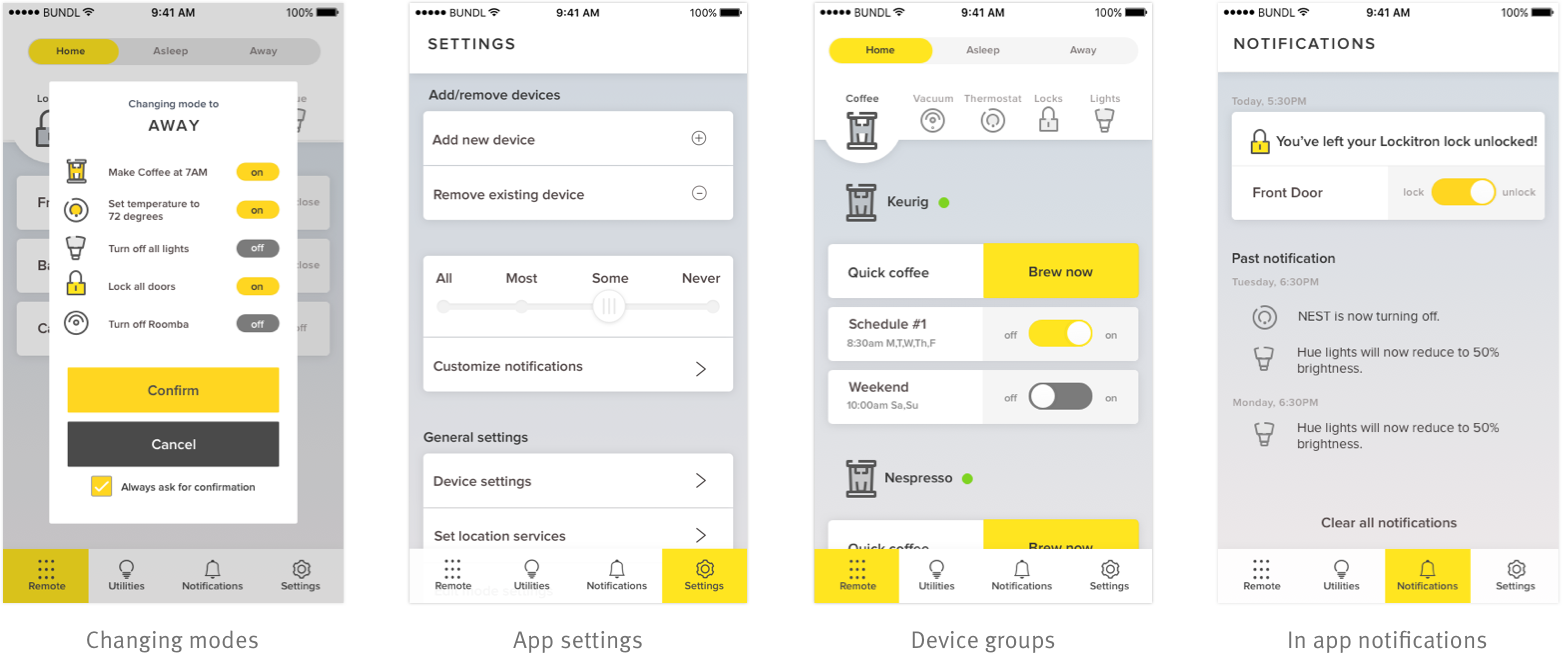 BUNDL 9:41 AM 100%
Home Asleep Away
Lo ue
Changing mode to
AWAY
Make Coffee at 7AM on
Set temperature to
72 degrees on
Turn off all lights off
Lock all doors on
Turn off Roomba off
Fr lose
Ba lose
Ca off
Confirm
Cancel
Always ask for confirmation
Remote Utilities Notifications Settings
Changing modes
BUNDL 9:41 AM 100%
SETTINGS
Add/remove devices
Add new device
Remove existing device
All Most Some Never
Customize notifications
General settings
Device settings
Set location services
Remote Utilities Notifications Settings
App settings
BUNDL 9:41 AM 100%
Home Asleep Away
Coffee Vacuum Thermostat Locks Lights
Keurig
Quick coffee Brew now
Schedule #1
8:30am M,T,W,Th,F
off on
Weekend
10:00am Sa,Su
off on
Nespresso
Quick coffee Brew now
Remote Utilities Notifications Settings
Device groups
BUNDL 9:41 AM 100%
NOTIFICATIONS
Today, 5:30PM
You've left your Lockitron lock unlocked!
Front Door lock unlock
Past notification
Tuesday, 6:30PM
NEST is now turning off.
Hue lights will now reduce to 50%
brightness.
Monday, 6:30PM
Hue lights will now reduce to 50%
brightness.
Clear all notifications
Remote Utilities Notifications Settings
In app notifications